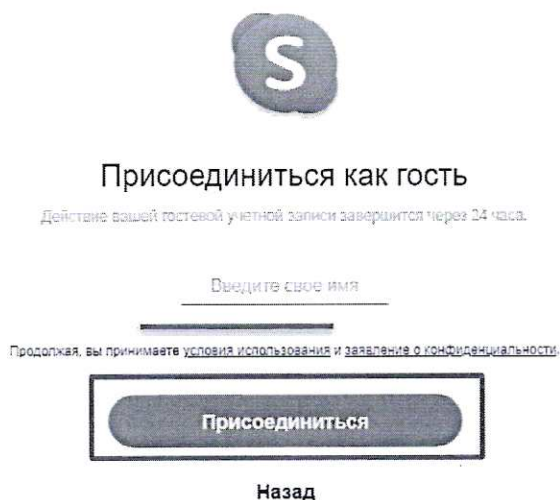 S
Присоединиться как гость
Действие вашей гостевой учетной записи завершится через 24 часа.
Введите свое имя
Продолжая, вы принимаете условия использования и заявление о конфиденциальности.
Присоединиться
Назад